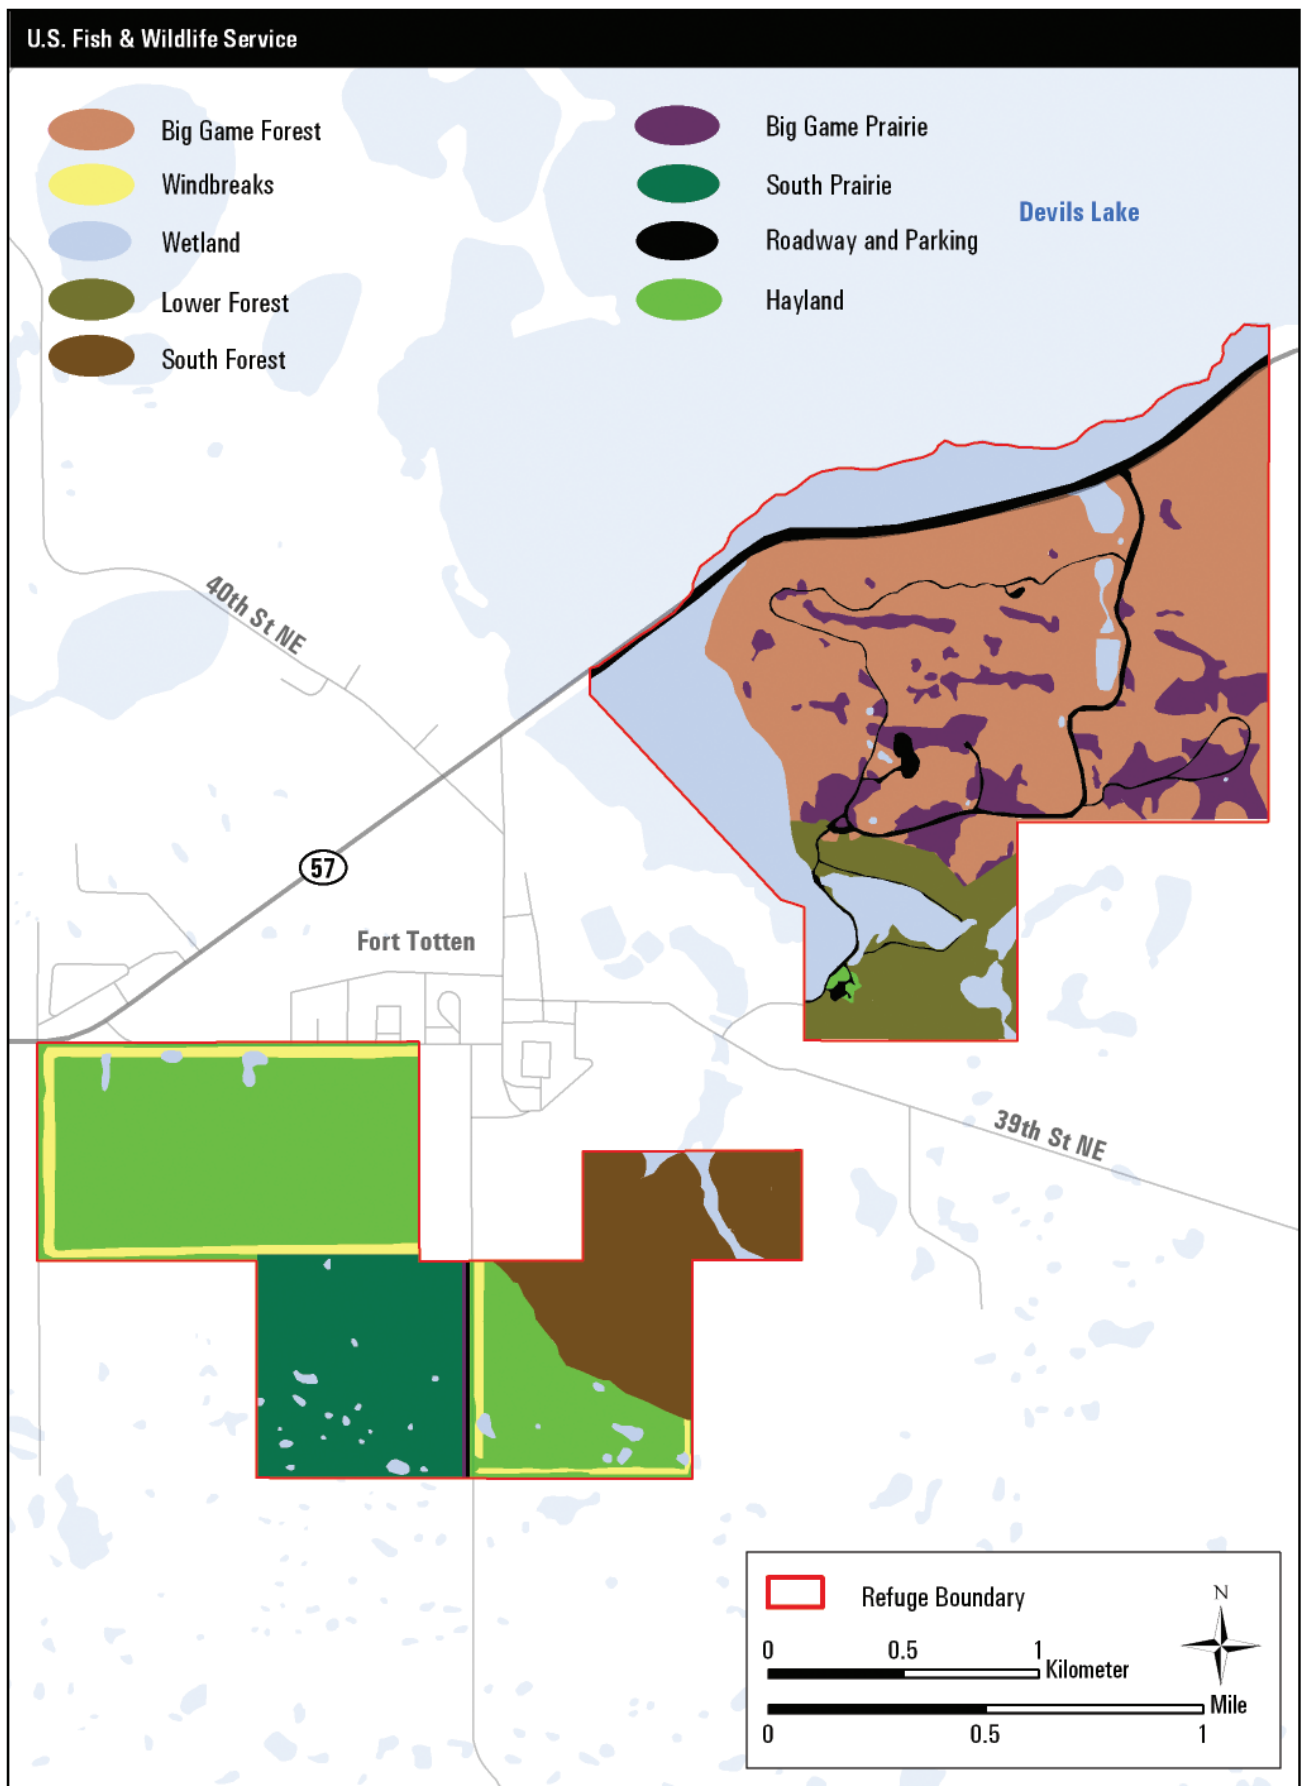 U.S. Fish & Wildlife Service
Big Game Forest
Windbreaks
Wetland
Lower Forest
South Forest
Big Game Prairie
South Prairie
Roadway and Parking
Hayland
Devils Lake
40th St NE
57
Fort Totten
39th St NE
Refuge Boundary
N
0 0.5 1
Kilometer
Mile
0 0.5 1